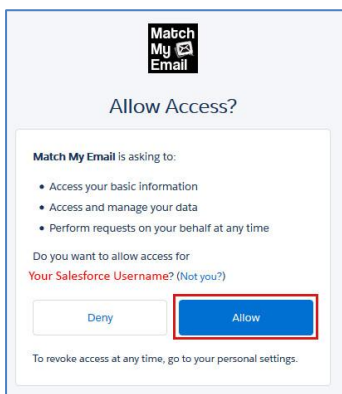 Match
My
Email
Allow Access?
Match My Email is asking to:
• Access your basic information
• Access and manage your data
• Perform requests on your behalf at any time
Do you want to allow access for
Your Salesforce Username? (Not you?)
Deny Allow
To revoke access at any time, go to your personal settings.